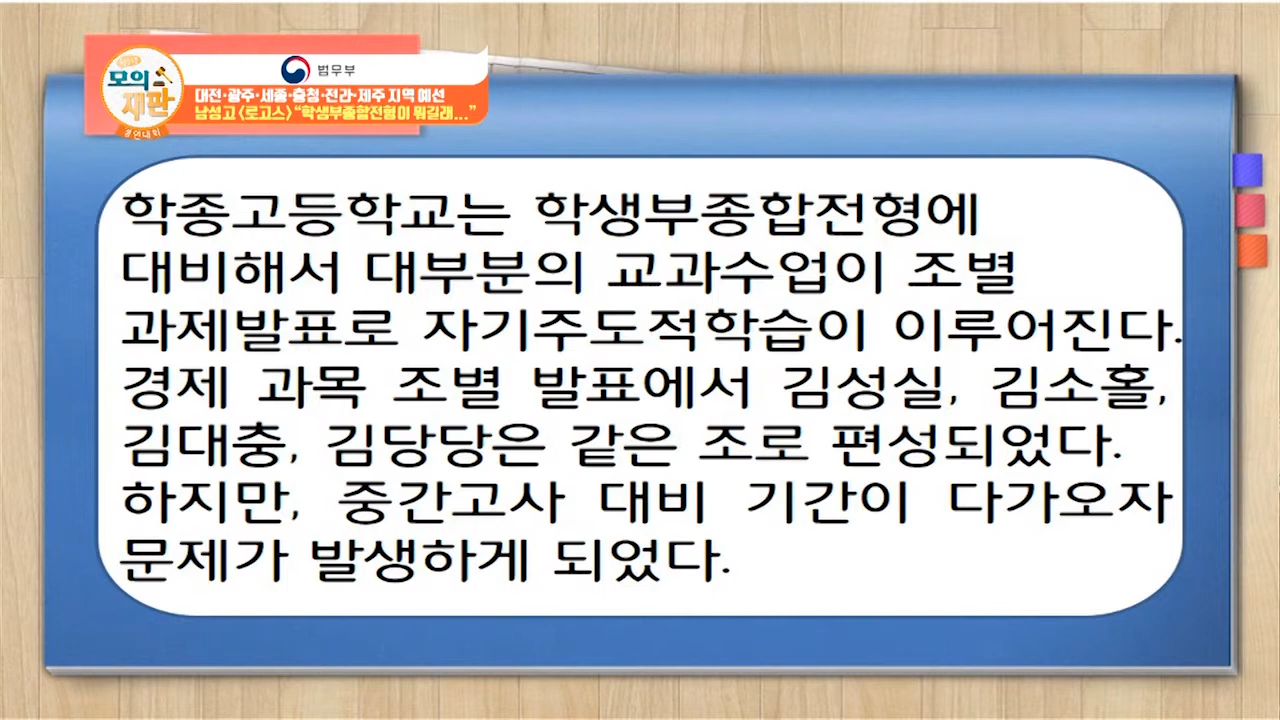 모의
재판
경연대회
법무부
대전·광주·세종·충청·전라·제주 지역 예선
남성고 〈로고스〉 “학생부종합전형이 뭐길래...”
학종고등학교는 학생부종합전형에
대비해서 대부분의 교과수업이 조별
과제발표로 자기주도적학습이 이루어진다.
경제 과목 조별 발표에서 김성실, 김소홀,
김대충, 김당당은 같은 조로 편성되었다.
하지만, 중간고사 대비 기간이 다가오자
문제가 발생하게 되었다.